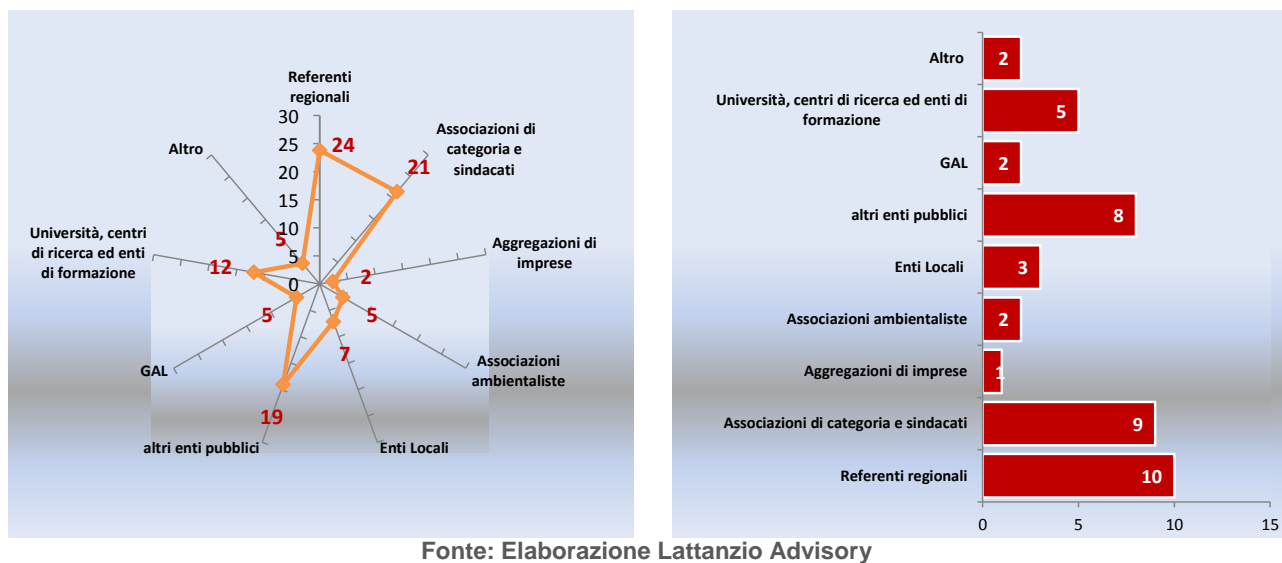 Referenti
regionali
30
25
20
15
10
5
0
24
Associazioni di
categoria e
sindacati
21
Aggregazioni di
imprese
2
Associazioni
ambientaliste
5
Enti Locali
7
altri enti pubblici
19
GAL
5
Università, centri
di ricerca ed enti
di formazione
12
Altro
5
Altro
2
Università, centri di ricerca ed enti di
formazione
5
GAL
2
altri enti pubblici
8
Enti Locali
3
Associazioni ambientaliste
2
Aggregazioni di imprese
1
Associazioni di categoria e sindacati
9
Referenti regionali
10
0 5 10 15
Fonte: Elaborazione Lattanzio Advisory